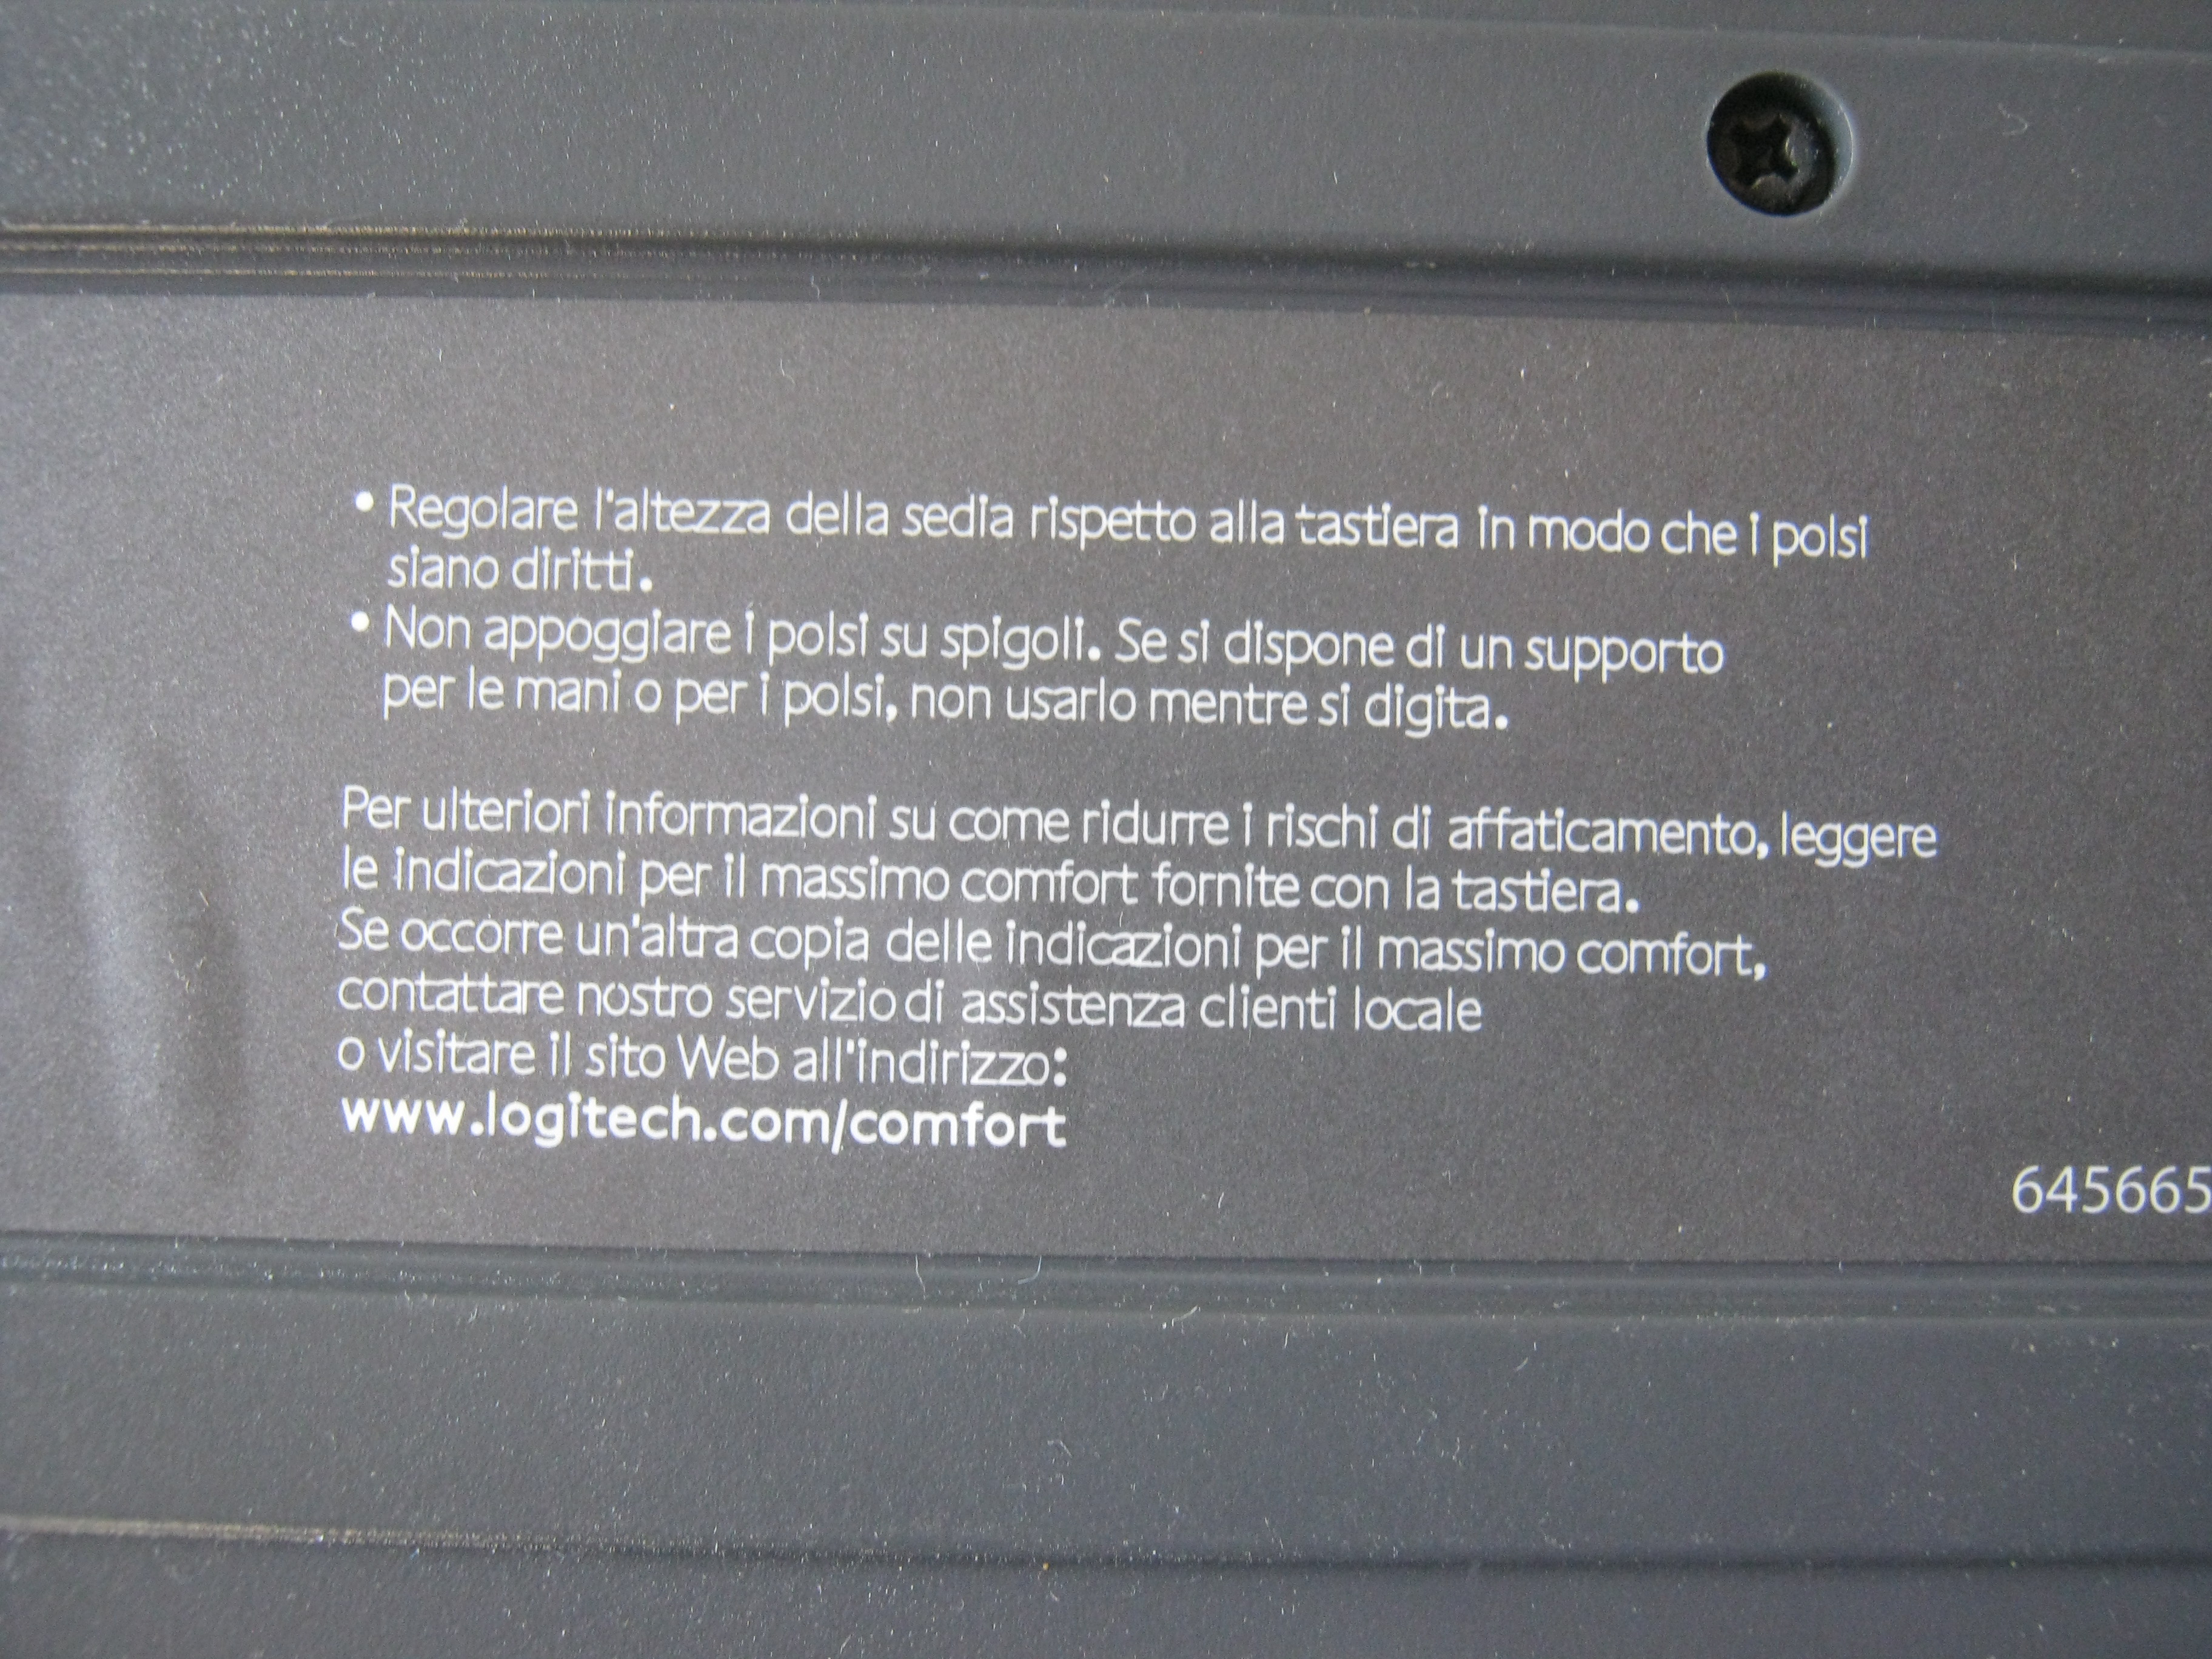 • Regolare l'altezza della sedia rispetto alla tastiera in modo che i polsi
siano diritti.
• Non appoggiare i polsi su spigoli. Se si dispone di un supporto
per le mani o per i polsi, non usarlo mentre si digita.
Per ulteriori informazioni su come ridurre i rischi di affaticamento, leggere
le indicazioni per il massimo comfort fornite con la tastiera.
Se occorre un'altra copia delle indicazioni per il massimo comfort,
contattare nostro servizio di assistenza clienti locale
o visitare il sito Web all'indirizzo:
www.logitech.com/comfort
645665